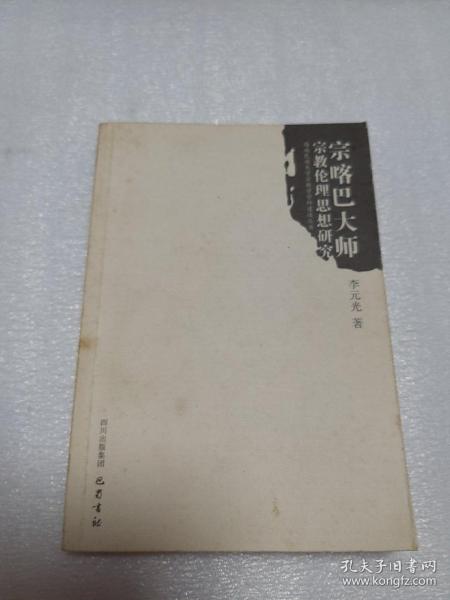 宗喀巴大师
宗教伦理思想研究
李元光 著
四川出版集团
巴蜀书社
孔夫子旧书网
www.kongfz.com